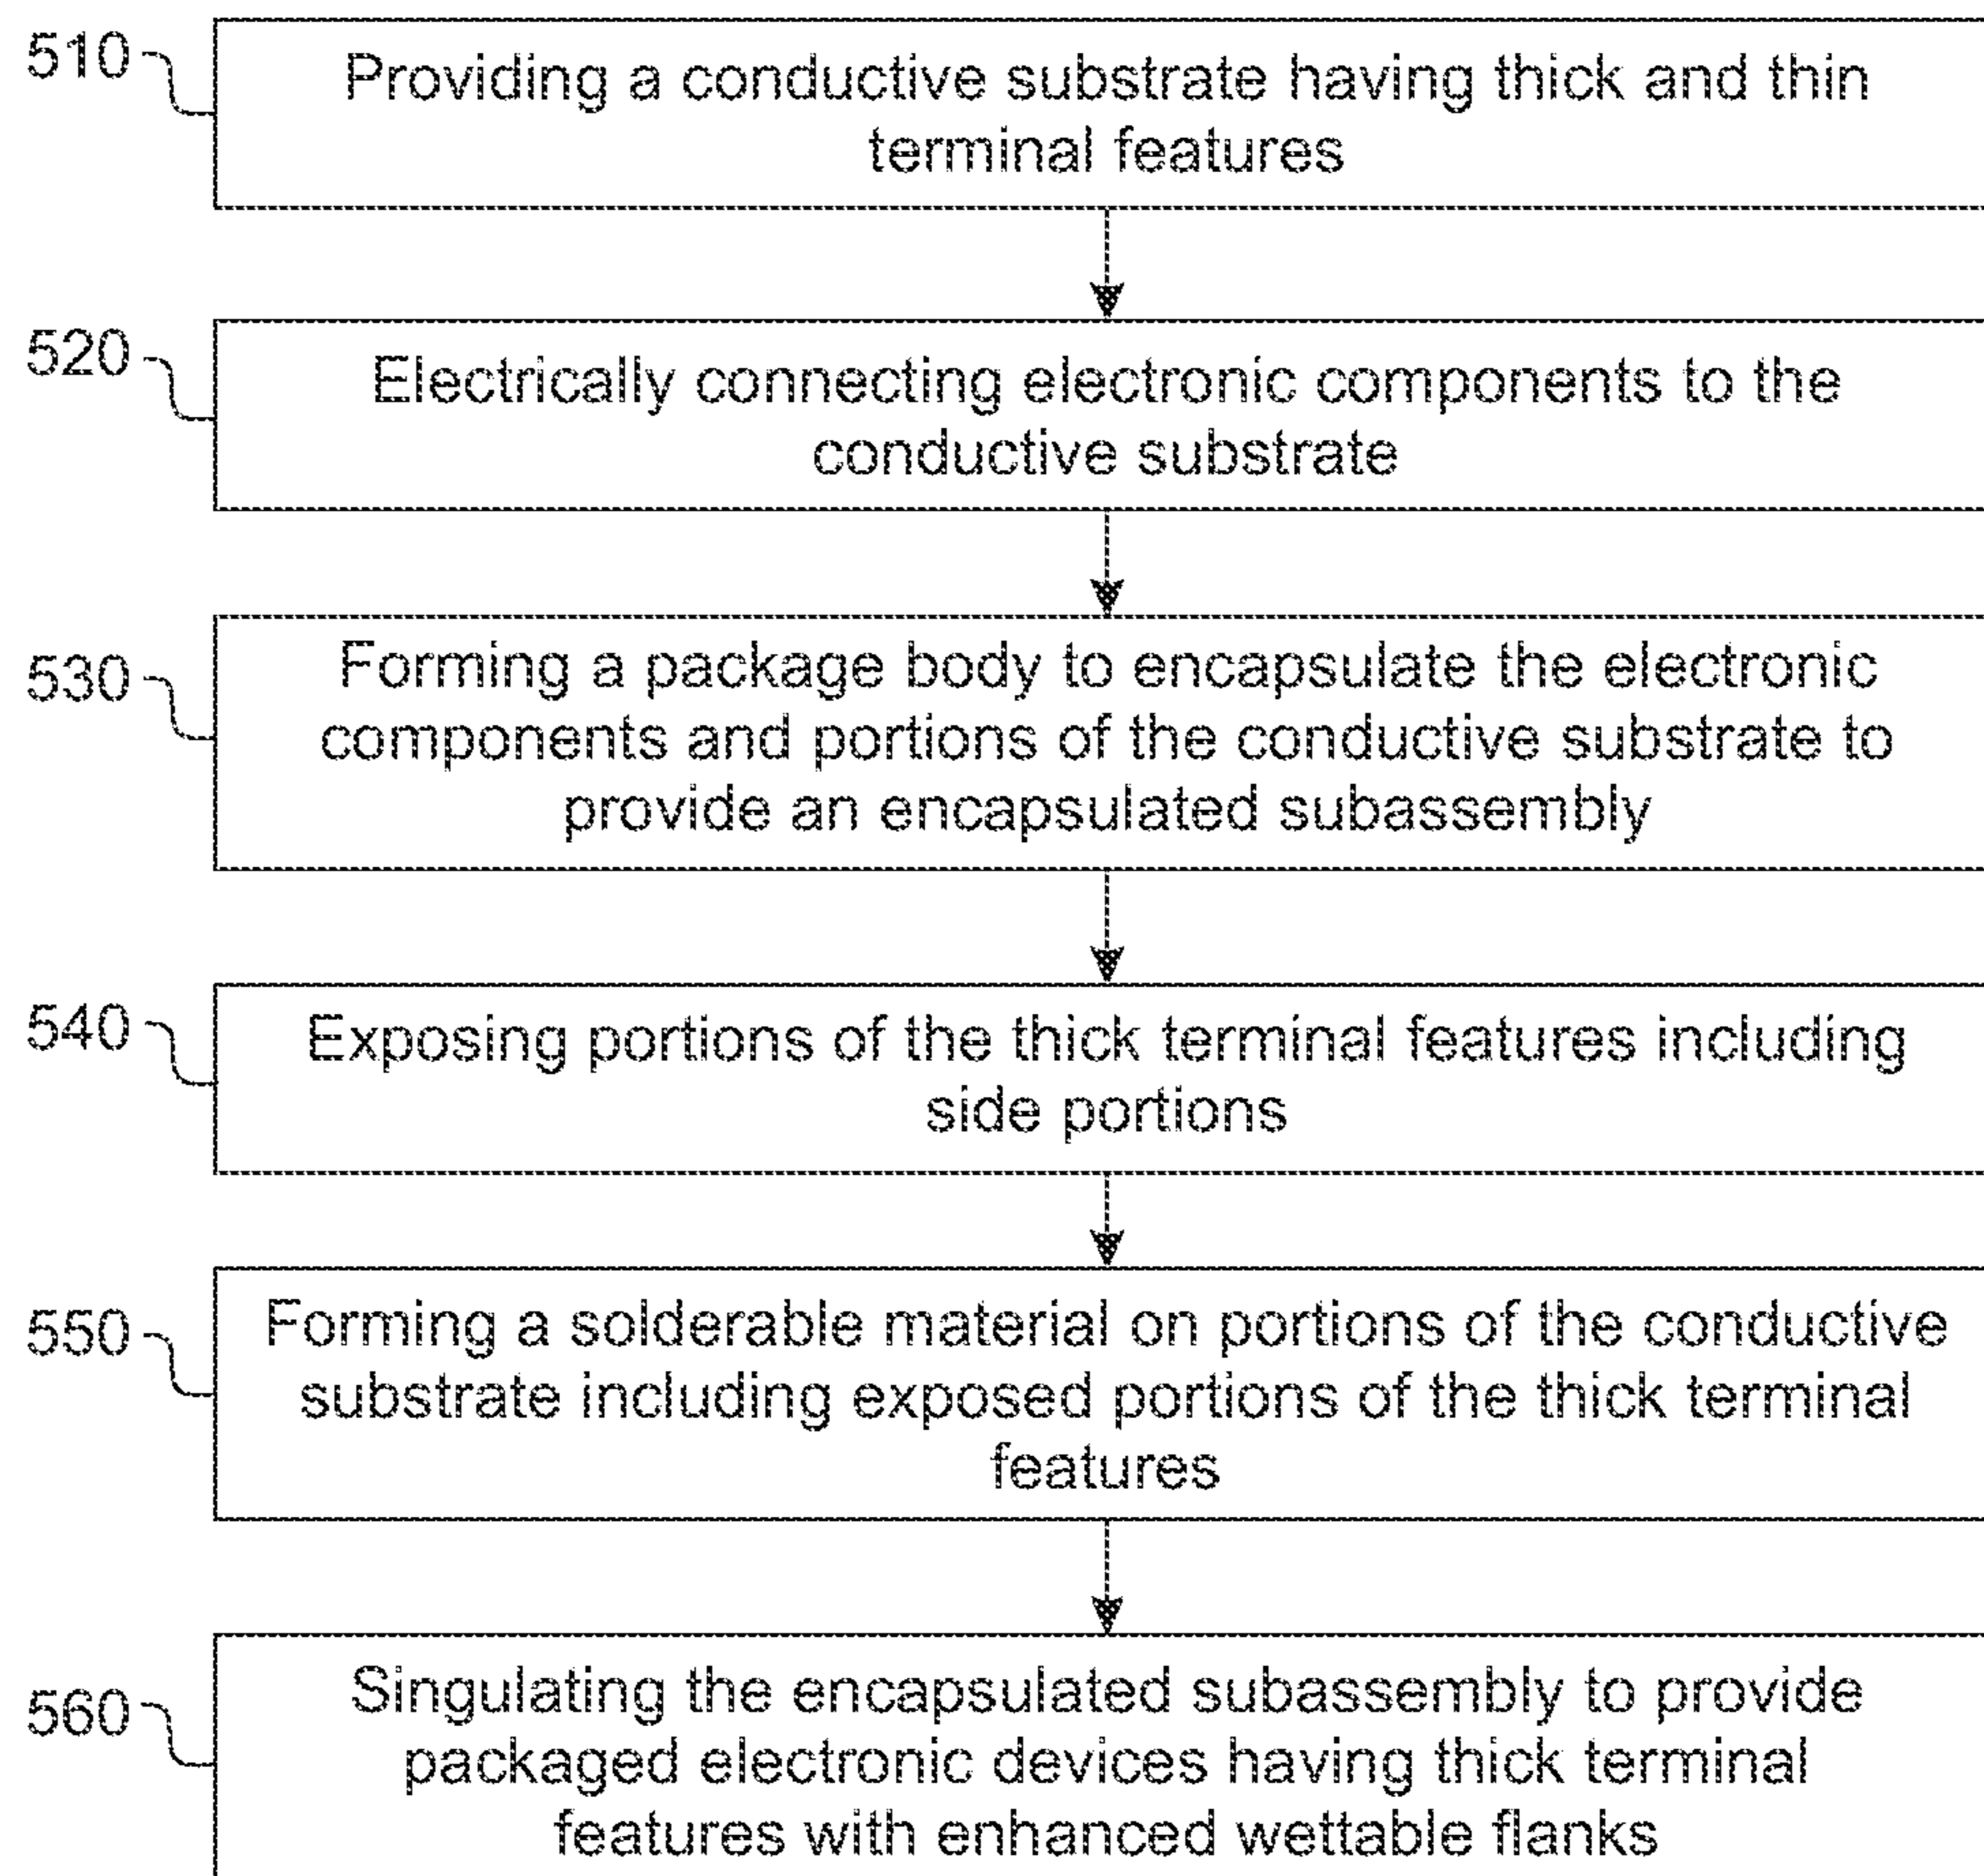 510
Providing a conductive substrate having thick and thin
terminal features
520
Electrically connecting electronic components to the
conductive substrate
530
Forming a package body to encapsulate the electronic
components and portions of the conductive substrate to
provide an encapsulated subassembly
540
Exposing portions of the thick terminal features including
side portions
550
Forming a solderable material on portions of the conductive
substrate including exposed portions of the thick terminal
features
560
Singulating the encapsulated subassembly to provide
packaged electronic devices having thick terminal
features with enhanced wettable flanks